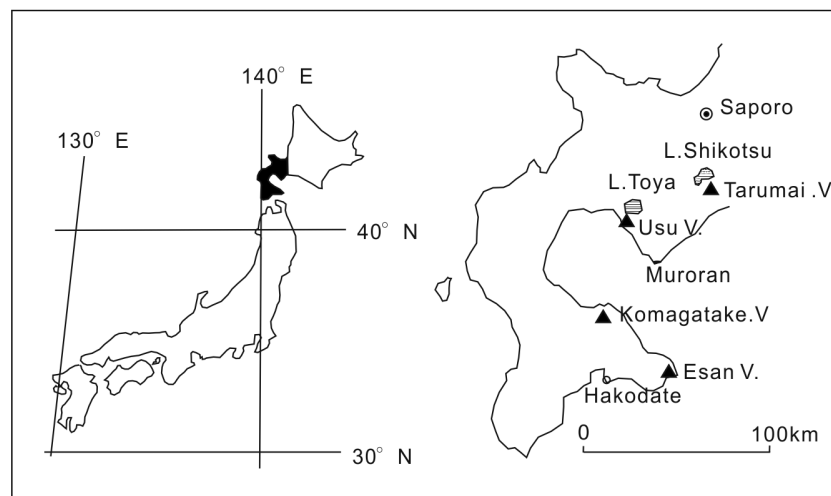 140° E
130° E
40° N
30° N
Saporo
L.Shikotsu
L.Toya
Tarumai .V
Usu V.
Muroran
Komagatake.V
Esan V.
Hakodate
0 100km